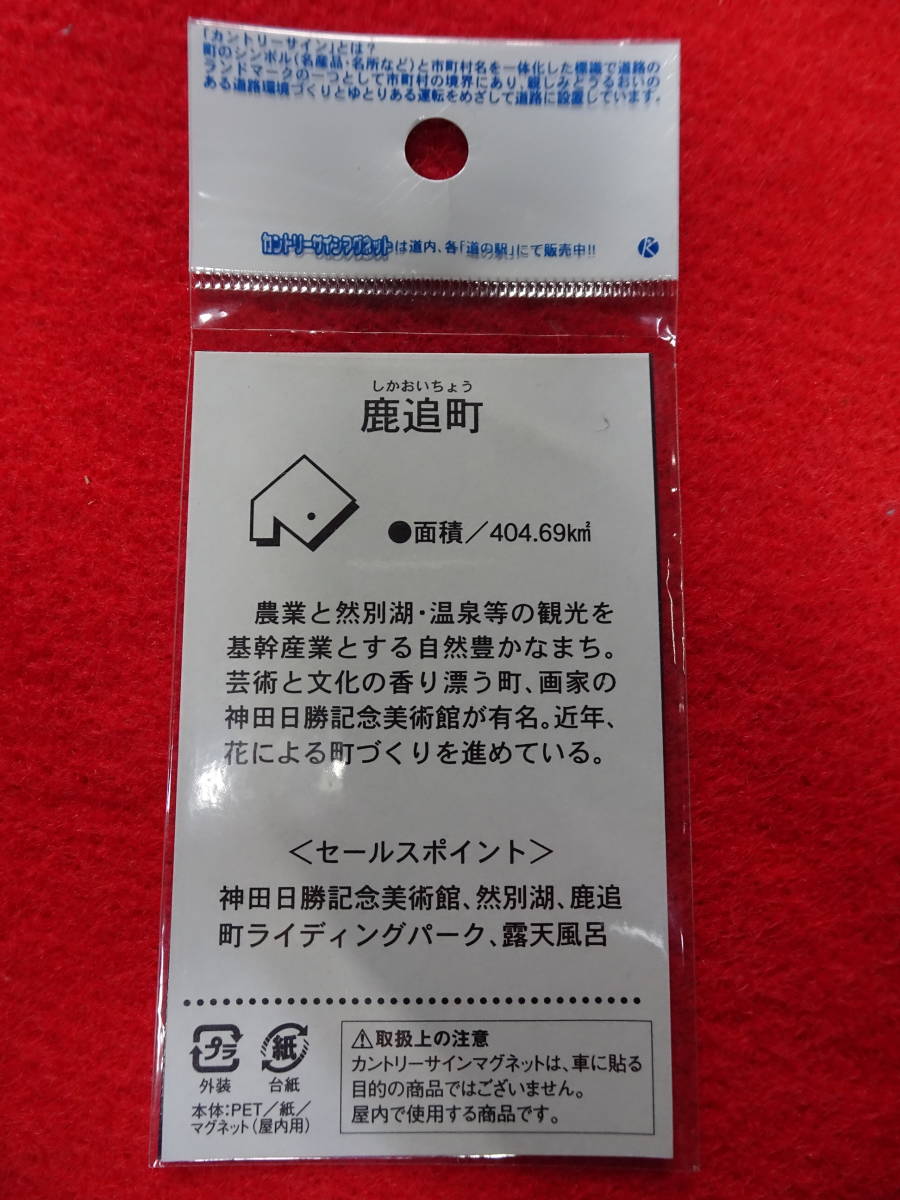 「カントリーサイン」とは？
町のシンボル（名産品・名所など）と市町村名を一体化した標識で道路の
ランドマークの一つとして市町村の境界にあり、親しみとうるおいの
ある道路環境づくりとゆとりある運転をめざして道路に設置しています。
カントリーサインマグネットは道内、各「道の駅」にて販売中!!
しかおいちょう
鹿追町
●面積／404.69k㎡
農業と然別湖・温泉等の観光を
基幹産業とする自然豊かなまち。
芸術と文化の香り漂う町、画家の
神田日勝記念美術館が有名。近年、
花による町づくりを進めている。
＜セールスポイント＞
神田日勝記念美術館、然別湖、鹿追
町ライディングパーク、露天風呂
プラ 紙
外装 台紙
本体：PET／紙／
マグネット（屋内用）
⚠取扱上の注意
カントリーサインマグネットは、車に貼る
目的の商品ではございません。
屋内で使用する商品です。